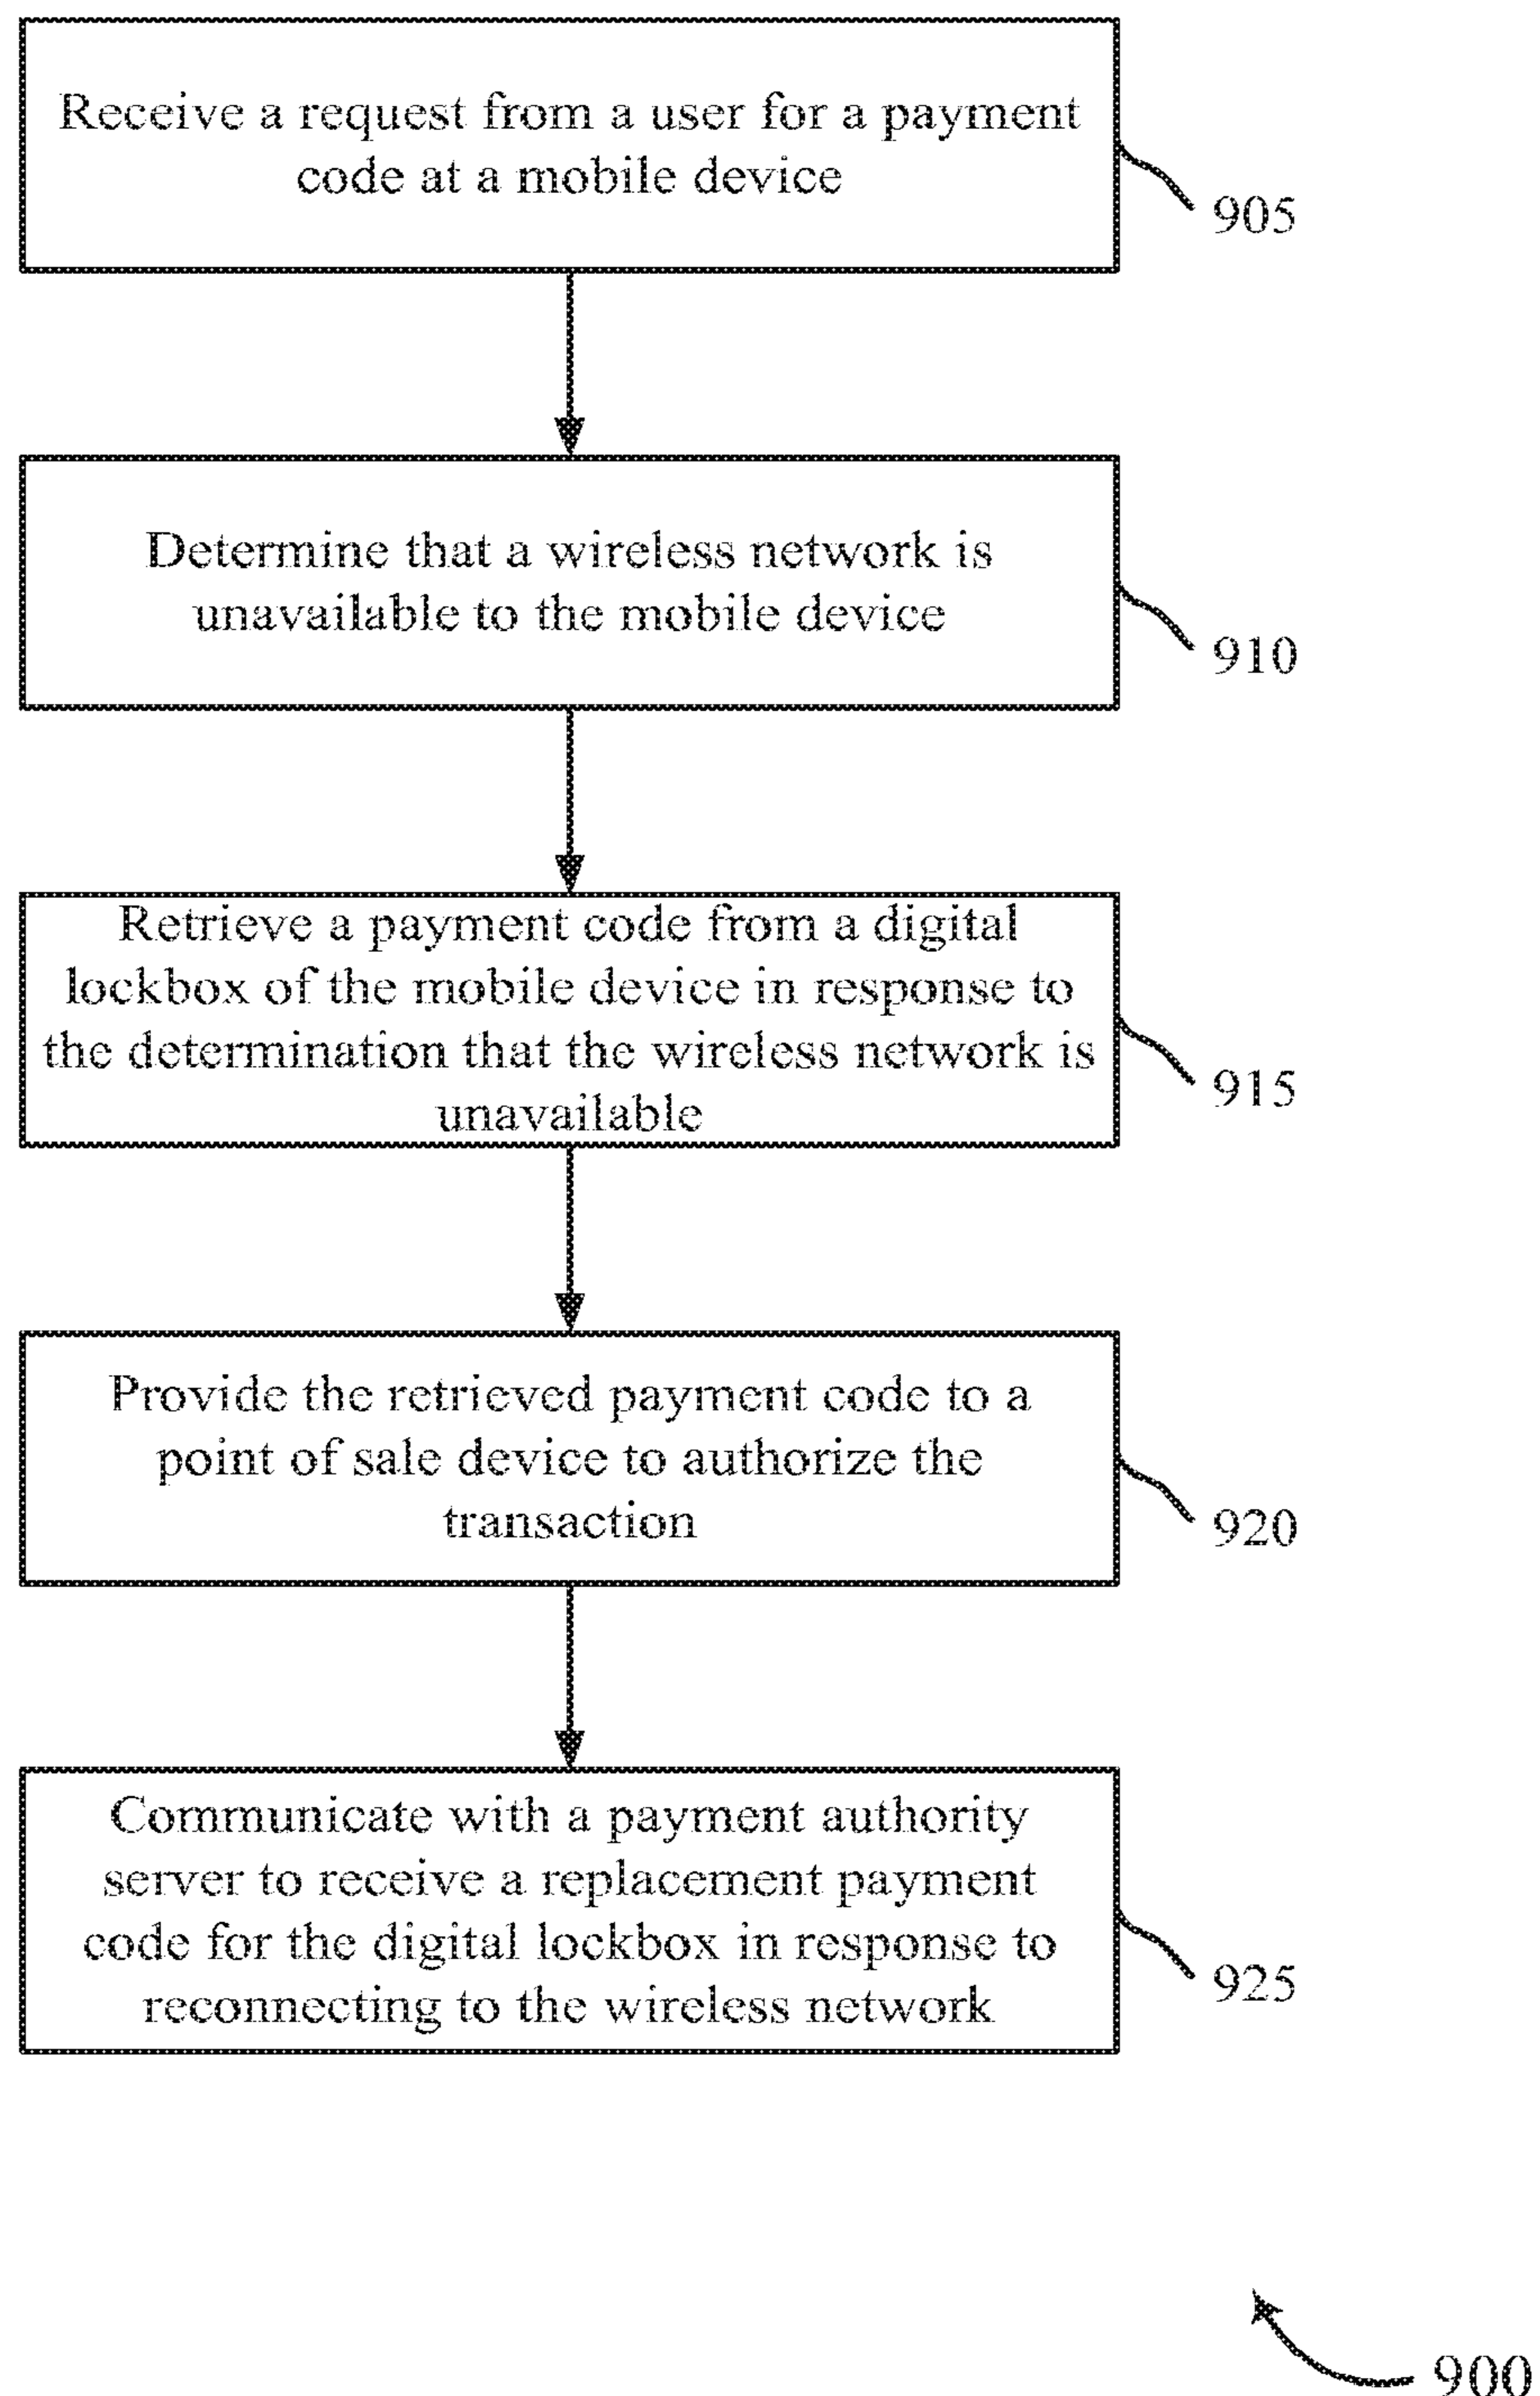 Receive a request from a user for a payment
code at a mobile device
905
Determine that a wireless network is
unavailable to the mobile device
910
Retrieve a payment code from a digital
lockbox of the mobile device in response to
the determination that the wireless network is
unavailable
915
Provide the retrieved payment code to a
point of sale device to authorize the
transaction
920
Communicate with a payment authority
server to receive a replacement payment
code for the digital lockbox in response to
reconnecting to the wireless network
925
900